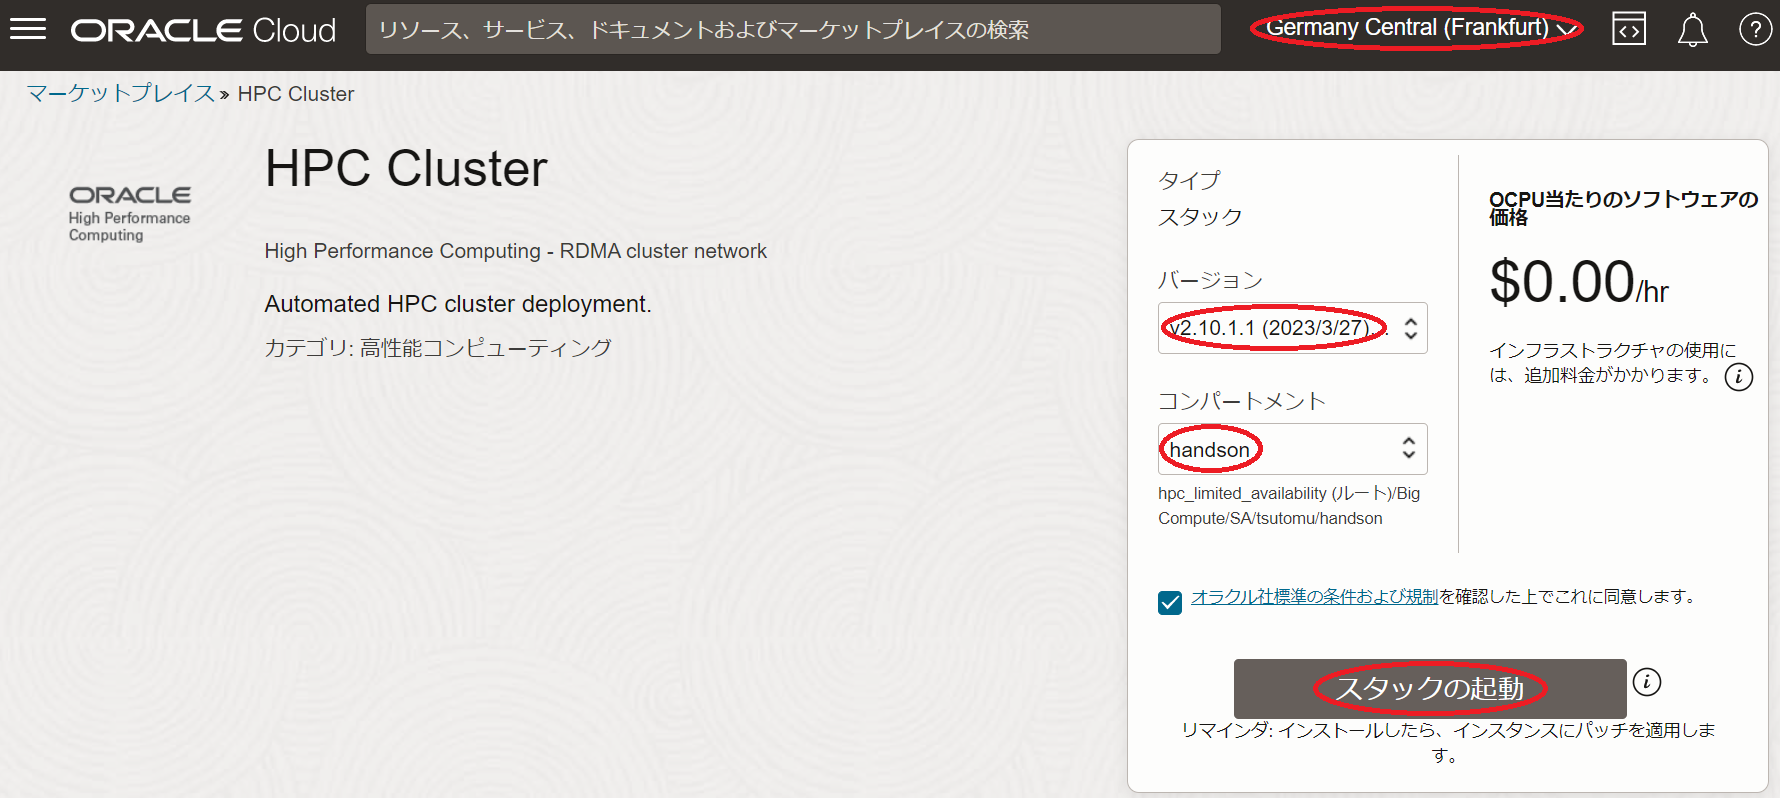 ORACLE Cloud
リソース、サービス、ドキュメントおよびマーケットプレイスの検索
Germany Central (Frankfurt)
マーケットプレイス » HPC Cluster
ORACLE
High Performance
Computing
HPC Cluster
High Performance Computing - RDMA cluster network
Automated HPC cluster deployment.
カテゴリ: 高性能コンピューティング
タイプ
スタック
バージョン
v2.10.1.1 (2023/3/27)...
コンパートメント
handson
hpc_limited_availability (ルート)/Big
Compute/SA/tsutomu/handson
OCPU当たりのソフトウェアの
価格
$0.00/hr
インフラストラクチャの使用に
は、追加料金がかかります。
オラクル社標準の条件および規制を確認した上でこれに同意します。
スタックの起動
リマインダ: インストールしたら、インスタンスにパッチを適用しま
す。